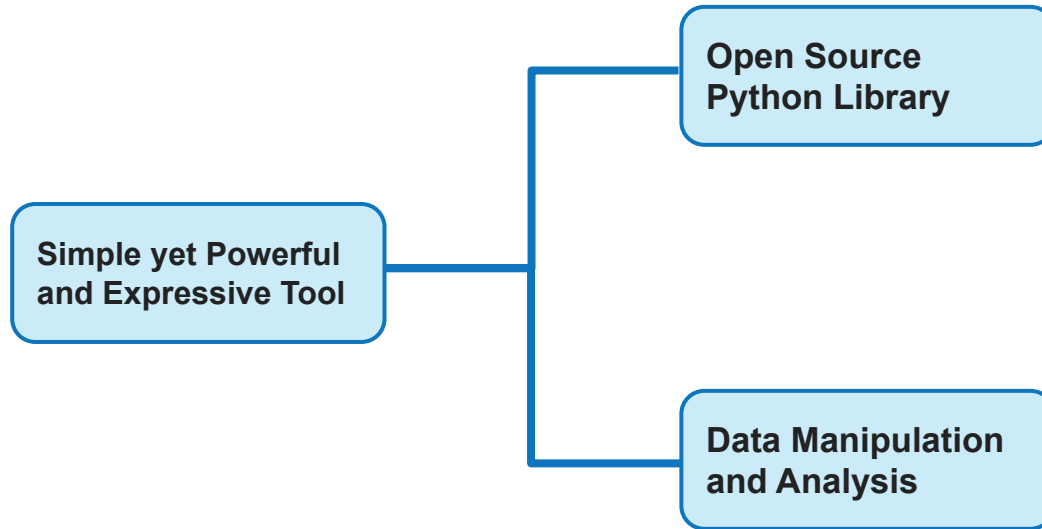 Open Source
Python Library
Simple yet Powerful
and Expressive Tool
Data Manipulation
and Analysis